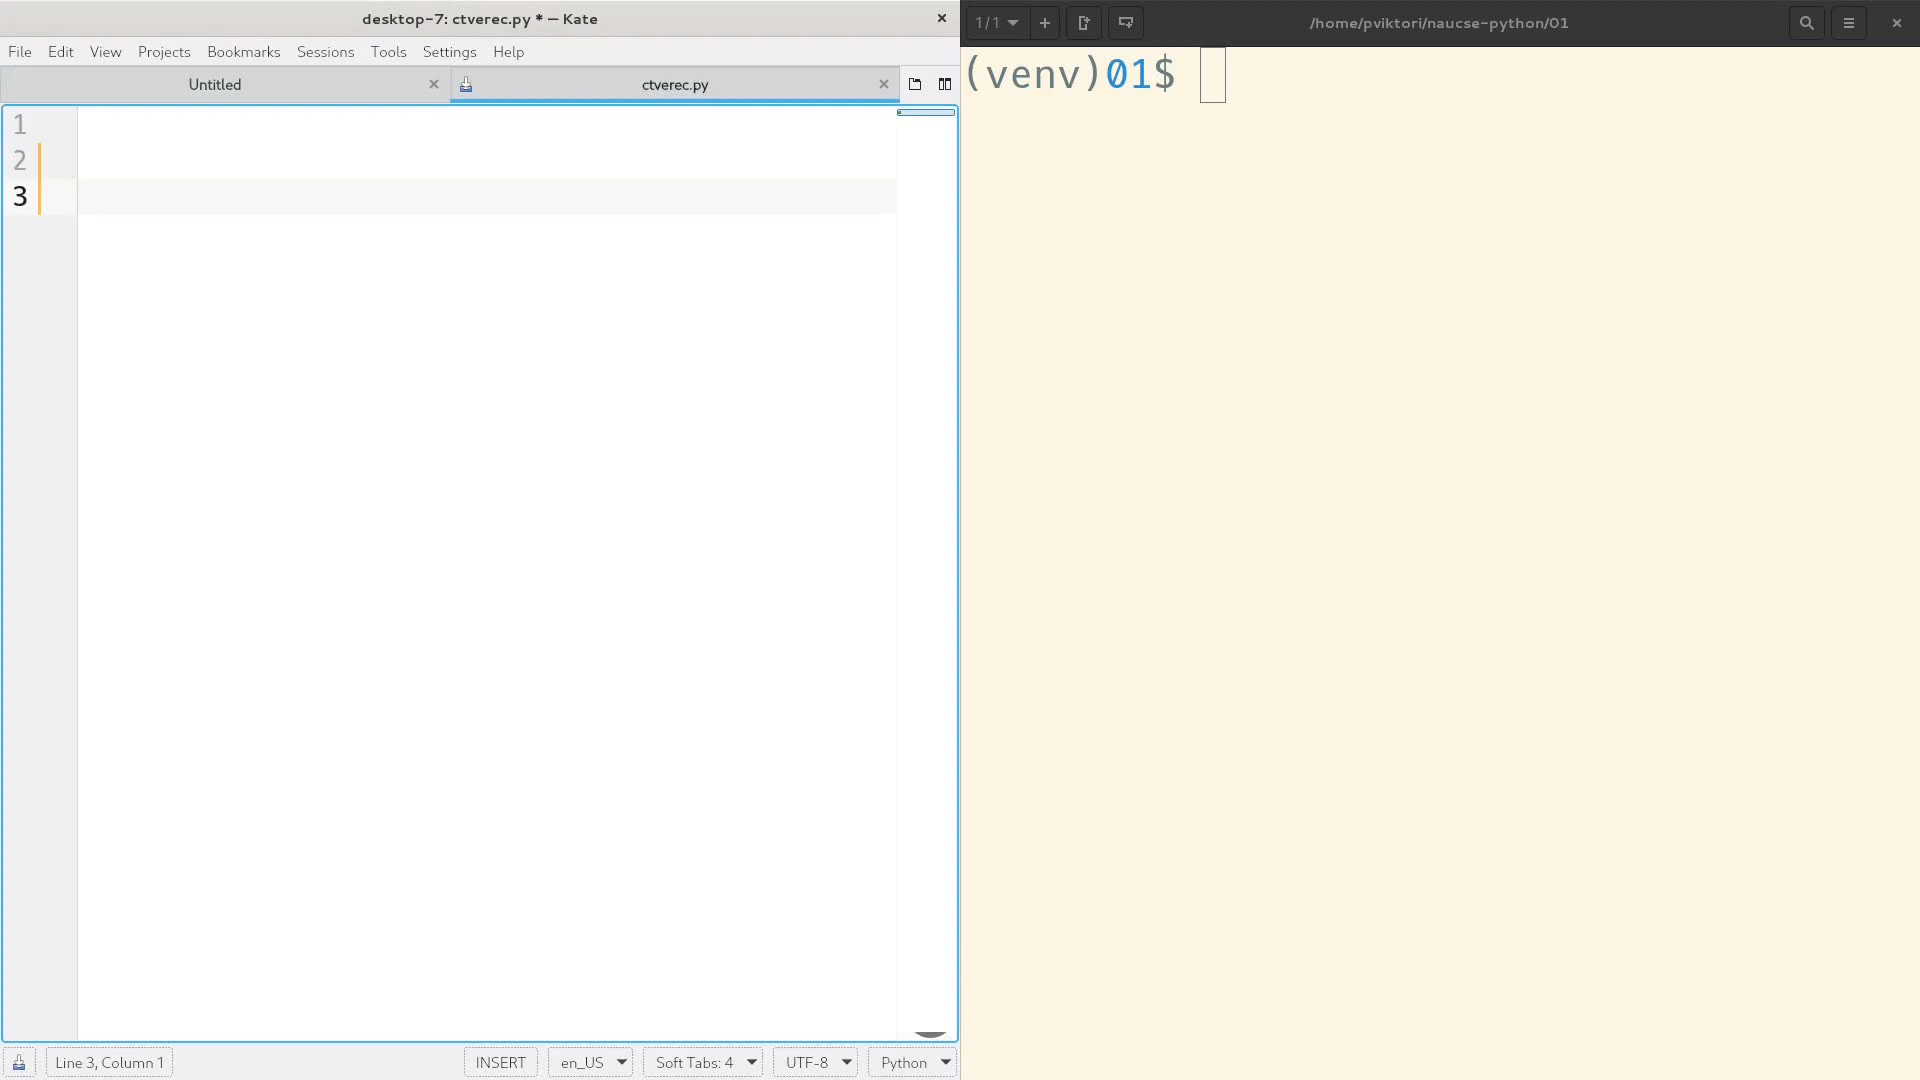 desktop-7: ctverec.py * — Kate
File Edit View Projects Bookmarks Sessions Tools Settings Help
Untitled
ctverec.py
1
2
3
Line 3, Column 1
INSERT
en_US
Soft Tabs: 4
UTF-8
Python
1/1
/home/pviktori/naucse-python/01
(venv)01$